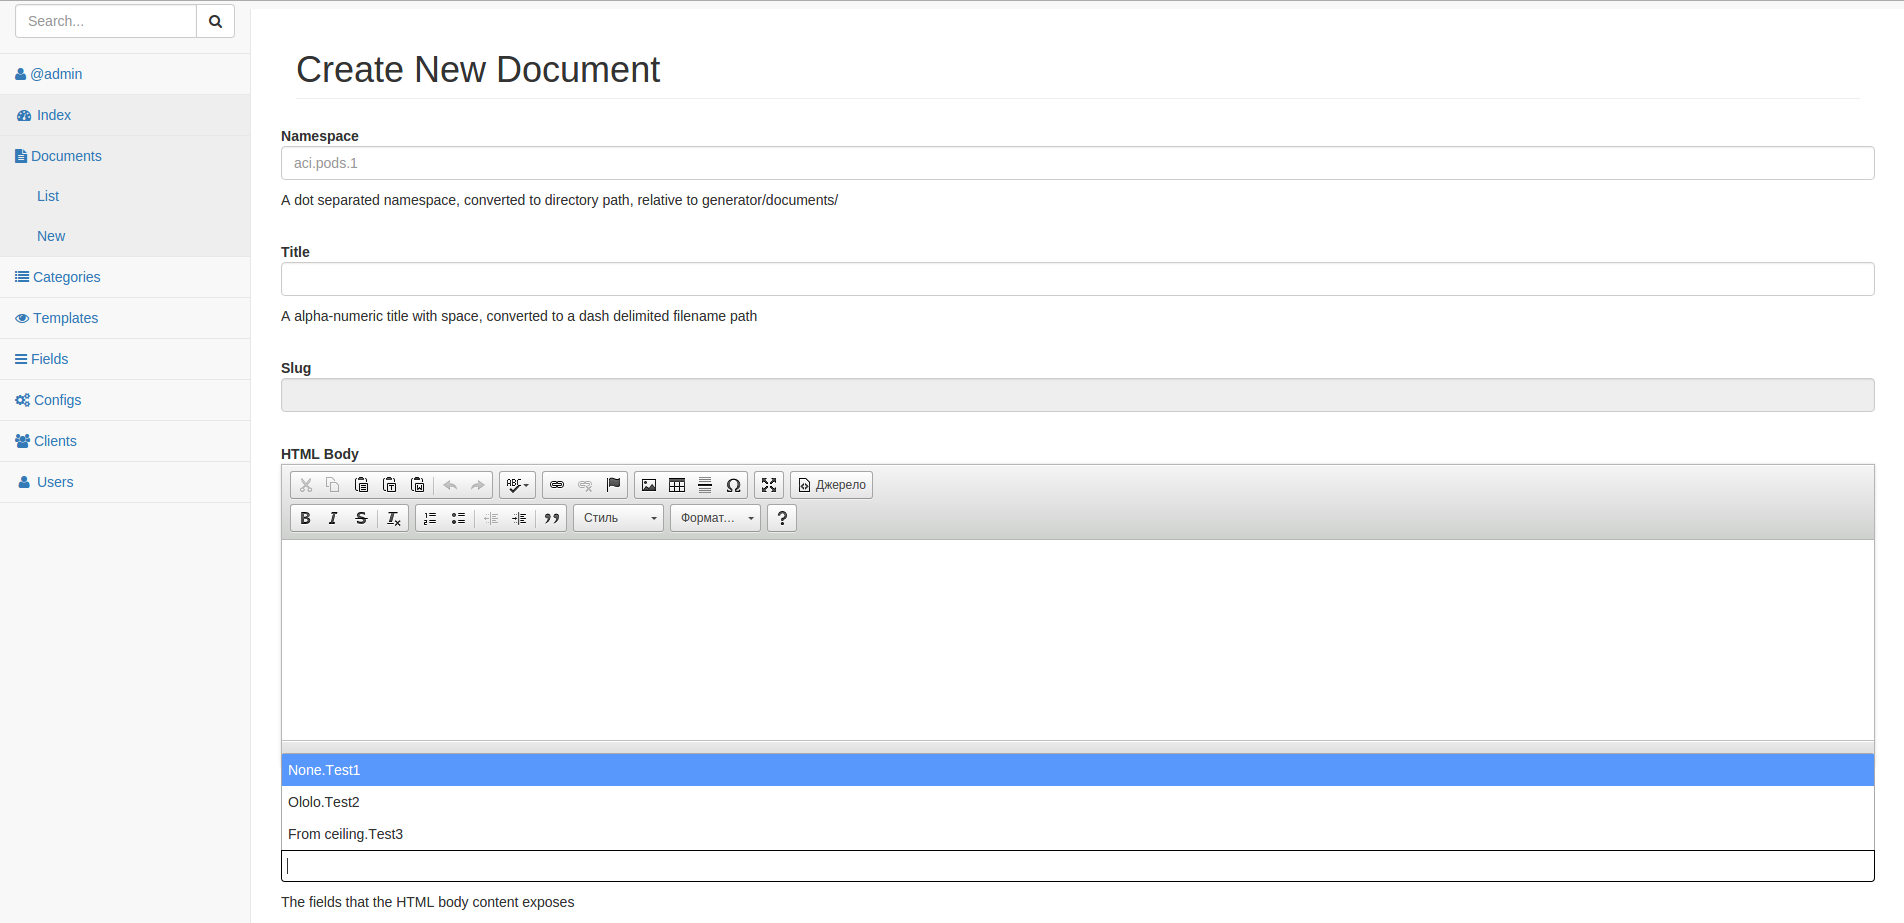 Search...
@admin
Index
Documents
List
New
Categories
Templates
Fields
Configs
Clients
Users
Create New Document
Namespace
aci.pods.1
A dot separated namespace, converted to directory path, relative to generator/documents/
Title
A alpha-numeric title with space, converted to a dash delimited filename path
Slug
HTML Body
ABC
Джерело
B I S Ix
Стиль Формат... ?
None.Test1
Ololo.Test2
From ceiling.Test3
The fields that the HTML body content exposes